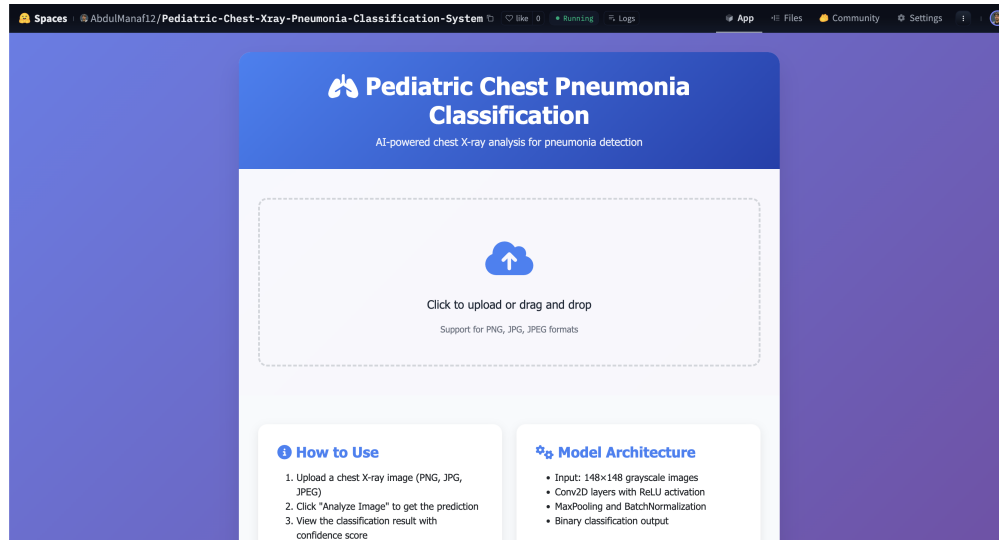 Spaces
AbdulManaf12/Pediatric-Chest-Xray-Pneumonia-Classification-System
like 0
Running
Logs
App
Files
Community
Settings
Pediatric Chest Pneumonia
Classification
AI-powered chest X-ray analysis for pneumonia detection
Click to upload or drag and drop
Support for PNG, JPG, JPEG formats
How to Use
1. Upload a chest X-ray image (PNG, JPG,
JPEG)
2. Click "Analyze Image" to get the prediction
3. View the classification result with
confidence score
Model Architecture
• Input: 148×148 grayscale images
• Conv2D layers with ReLU activation
• MaxPooling and BatchNormalization
• Binary classification output